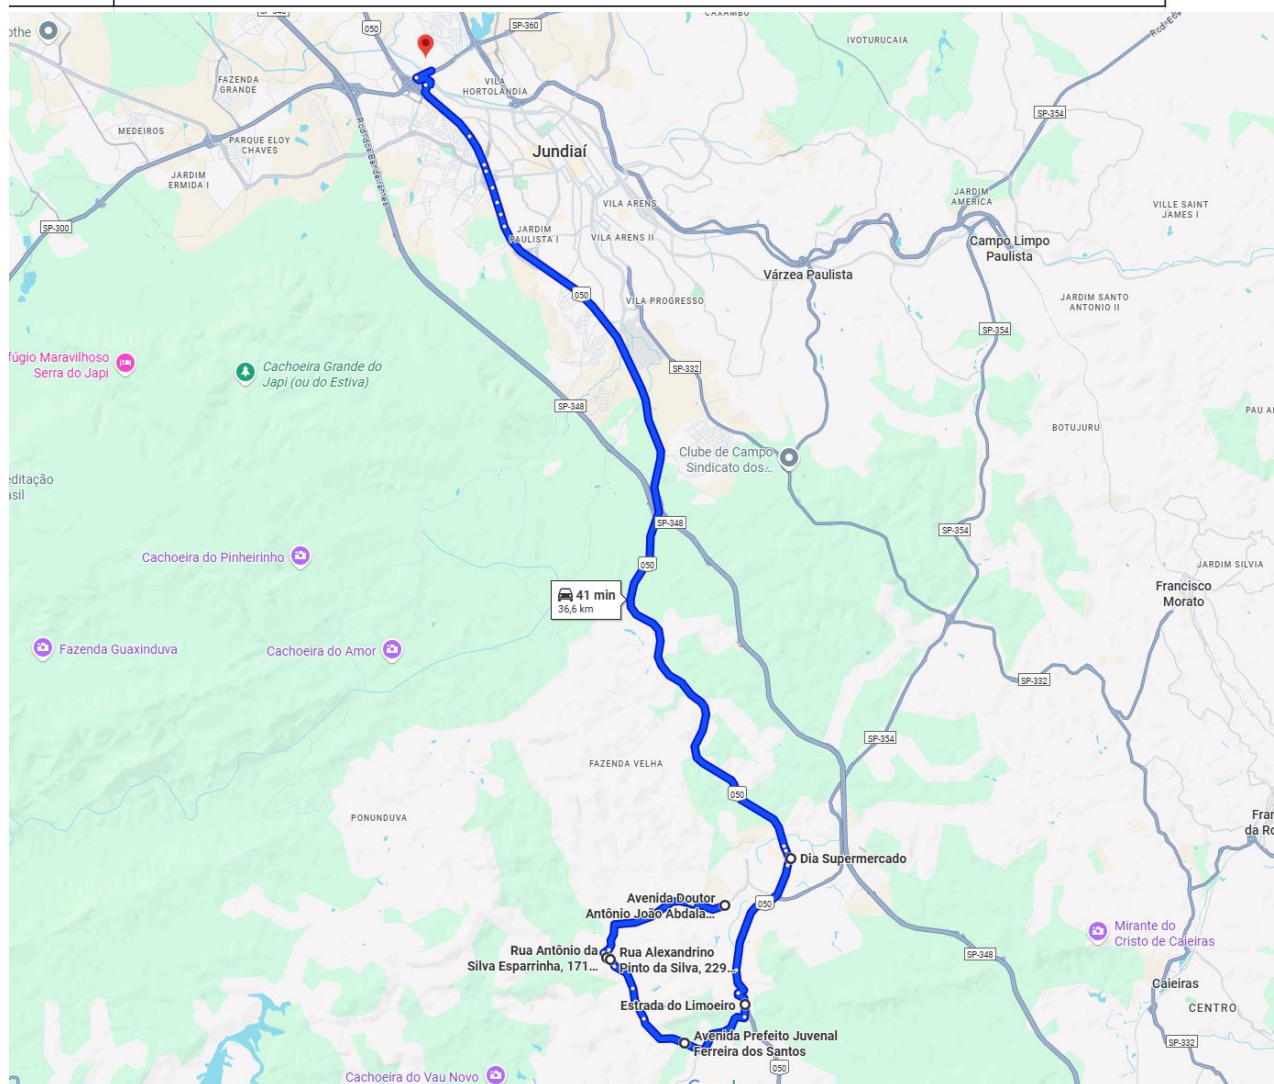 050
SP-360
CAXAMBU
IVOTURUCAIA
othe
FAZENDA
GRANDE
VILA
HORTOLÂNDIA
SP-354
MEDEIROS
PARQUE ELOY
CHAVES
Rod. dos Bandeirantes
Jundiaí
JARDIM
ERMIDA I
JARDIM
AMERICA
VILLE SAINT
JAMES I
VILA ARENS
SP-300
JARDIM
PAULISTA I
VILA ARENS II
Campo Limpo
Paulista
Várzea Paulista
050
VILA PROGRESSO
JARDIM SANTO
ANTONIO II
SP-354
fúgio Maravilhoso
Serra do Japi
Cachoeira Grande do
Japi (ou do Estiva)
SP-332
SP-348
PAU A
BOTUJURU
Clube de Campo
Sindicato dos...
editação
asil
SP-348
SP-354
Cachoeira do Pinheirinho
050
JARDIM SILVIA
Francisco
Morato
41 min
36,6 km
Fazenda Guaxinduva
Cachoeira do Amor
SP-332
SP-354
FAZENDA VELHA
050
PONUNDUVA
Fran
da Ro
Dia Supermercado
Avenida Doutor
Antônio João Abdala...
050
Mirante do
Cristo de Caieiras
Rua Antônio da
Silva Esparrinha, 171...
Rua Alexandrino
Pinto da Silva, 229...
SP-348
Caieiras
Estrada do Limoeiro
CENTRO
Avenida Prefeito Juvenal
Ferreira dos Santos
SP-332
050
Cachoeira do Vau Novo